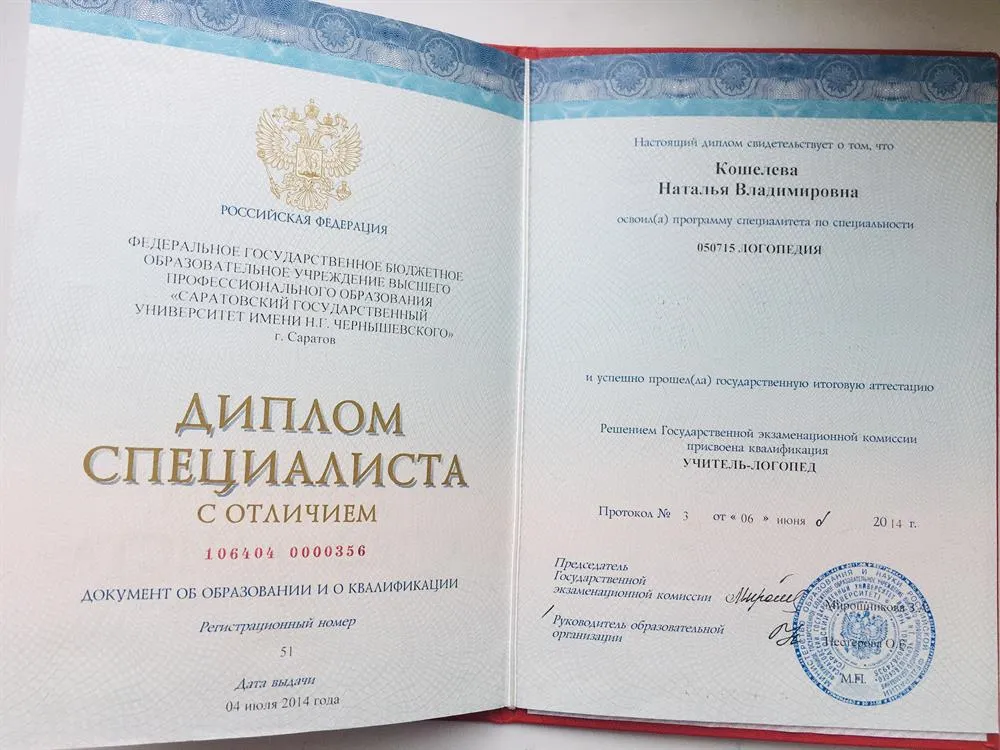 РОССИЙСКАЯ ФЕДЕРАЦИЯ
ФЕДЕРАЛЬНОЕ ГОСУДАРСТВЕННОЕ БЮДЖЕТНОЕ
ОБРАЗОВАТЕЛЬНОЕ УЧРЕЖДЕНИЕ ВЫСШЕГО
ПРОФЕССИОНАЛЬНОГО ОБРАЗОВАНИЯ
«САРАТОВСКИЙ ГОСУДАРСТВЕННЫЙ
УНИВЕРСИТЕТ ИМЕНИ Н.Г. ЧЕРНЫШЕВСКОГО»
г. Саратов
ДИПЛОМ
СПЕЦИАЛИСТА
С ОТЛИЧИЕМ
106404 0000356
ДОКУМЕНТ ОБ ОБРАЗОВАНИИ И О КВАЛИФИКАЦИИ
Регистрационный номер
51
Дата выдачи
04 июля 2014 года
Настоящий диплом свидетельствует о том, что
Кошелева
Наталья Владимировна
освоил(а) программу специалитета по специальности
050715 ЛОГОПЕДИЯ
и успешно прошел(ла) государственную итоговую аттестацию
Решением Государственной экзаменационной комиссии
присвоена квалификация
УЧИТЕЛЬ-ЛОГОПЕД
Протокол № 3 от « 06 » июня 2014 г.
Председатель
Государственной
экзаменационной комиссии
Мирошникова
Руководитель образовательной
организации
Нестерова О.В.
М.П.